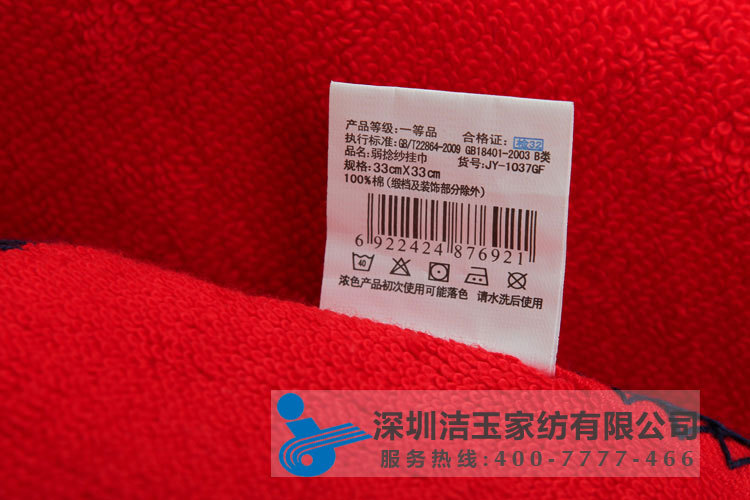 产品等级:一等品 合格证: 检32
执行标准:GB/T22864-2009 GB18401-2003 B类
品名:弱捻纱挂巾 货号:JY-1037GF
规格:33cmX33cm
100%棉(缎档及装饰部分除外)
6 922424 876921
40
浓色产品初次使用可能落色 请水洗后使用
深圳洁玉家纺有限公司
服务热线:400-7777-466